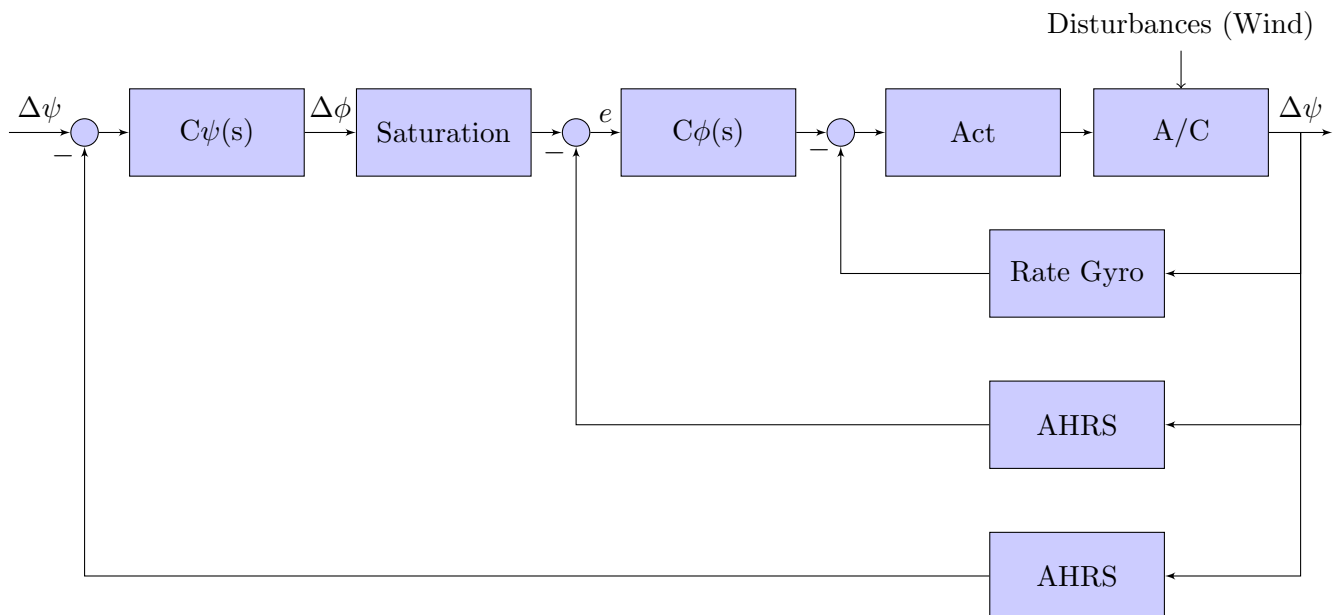 Disturbances (Wind)
Δψ
Cψ(s)
Δϕ
Saturation
e
Cϕ(s)
Act
A/C
Δψ
−
−
−
Rate Gyro
AHRS
AHRS